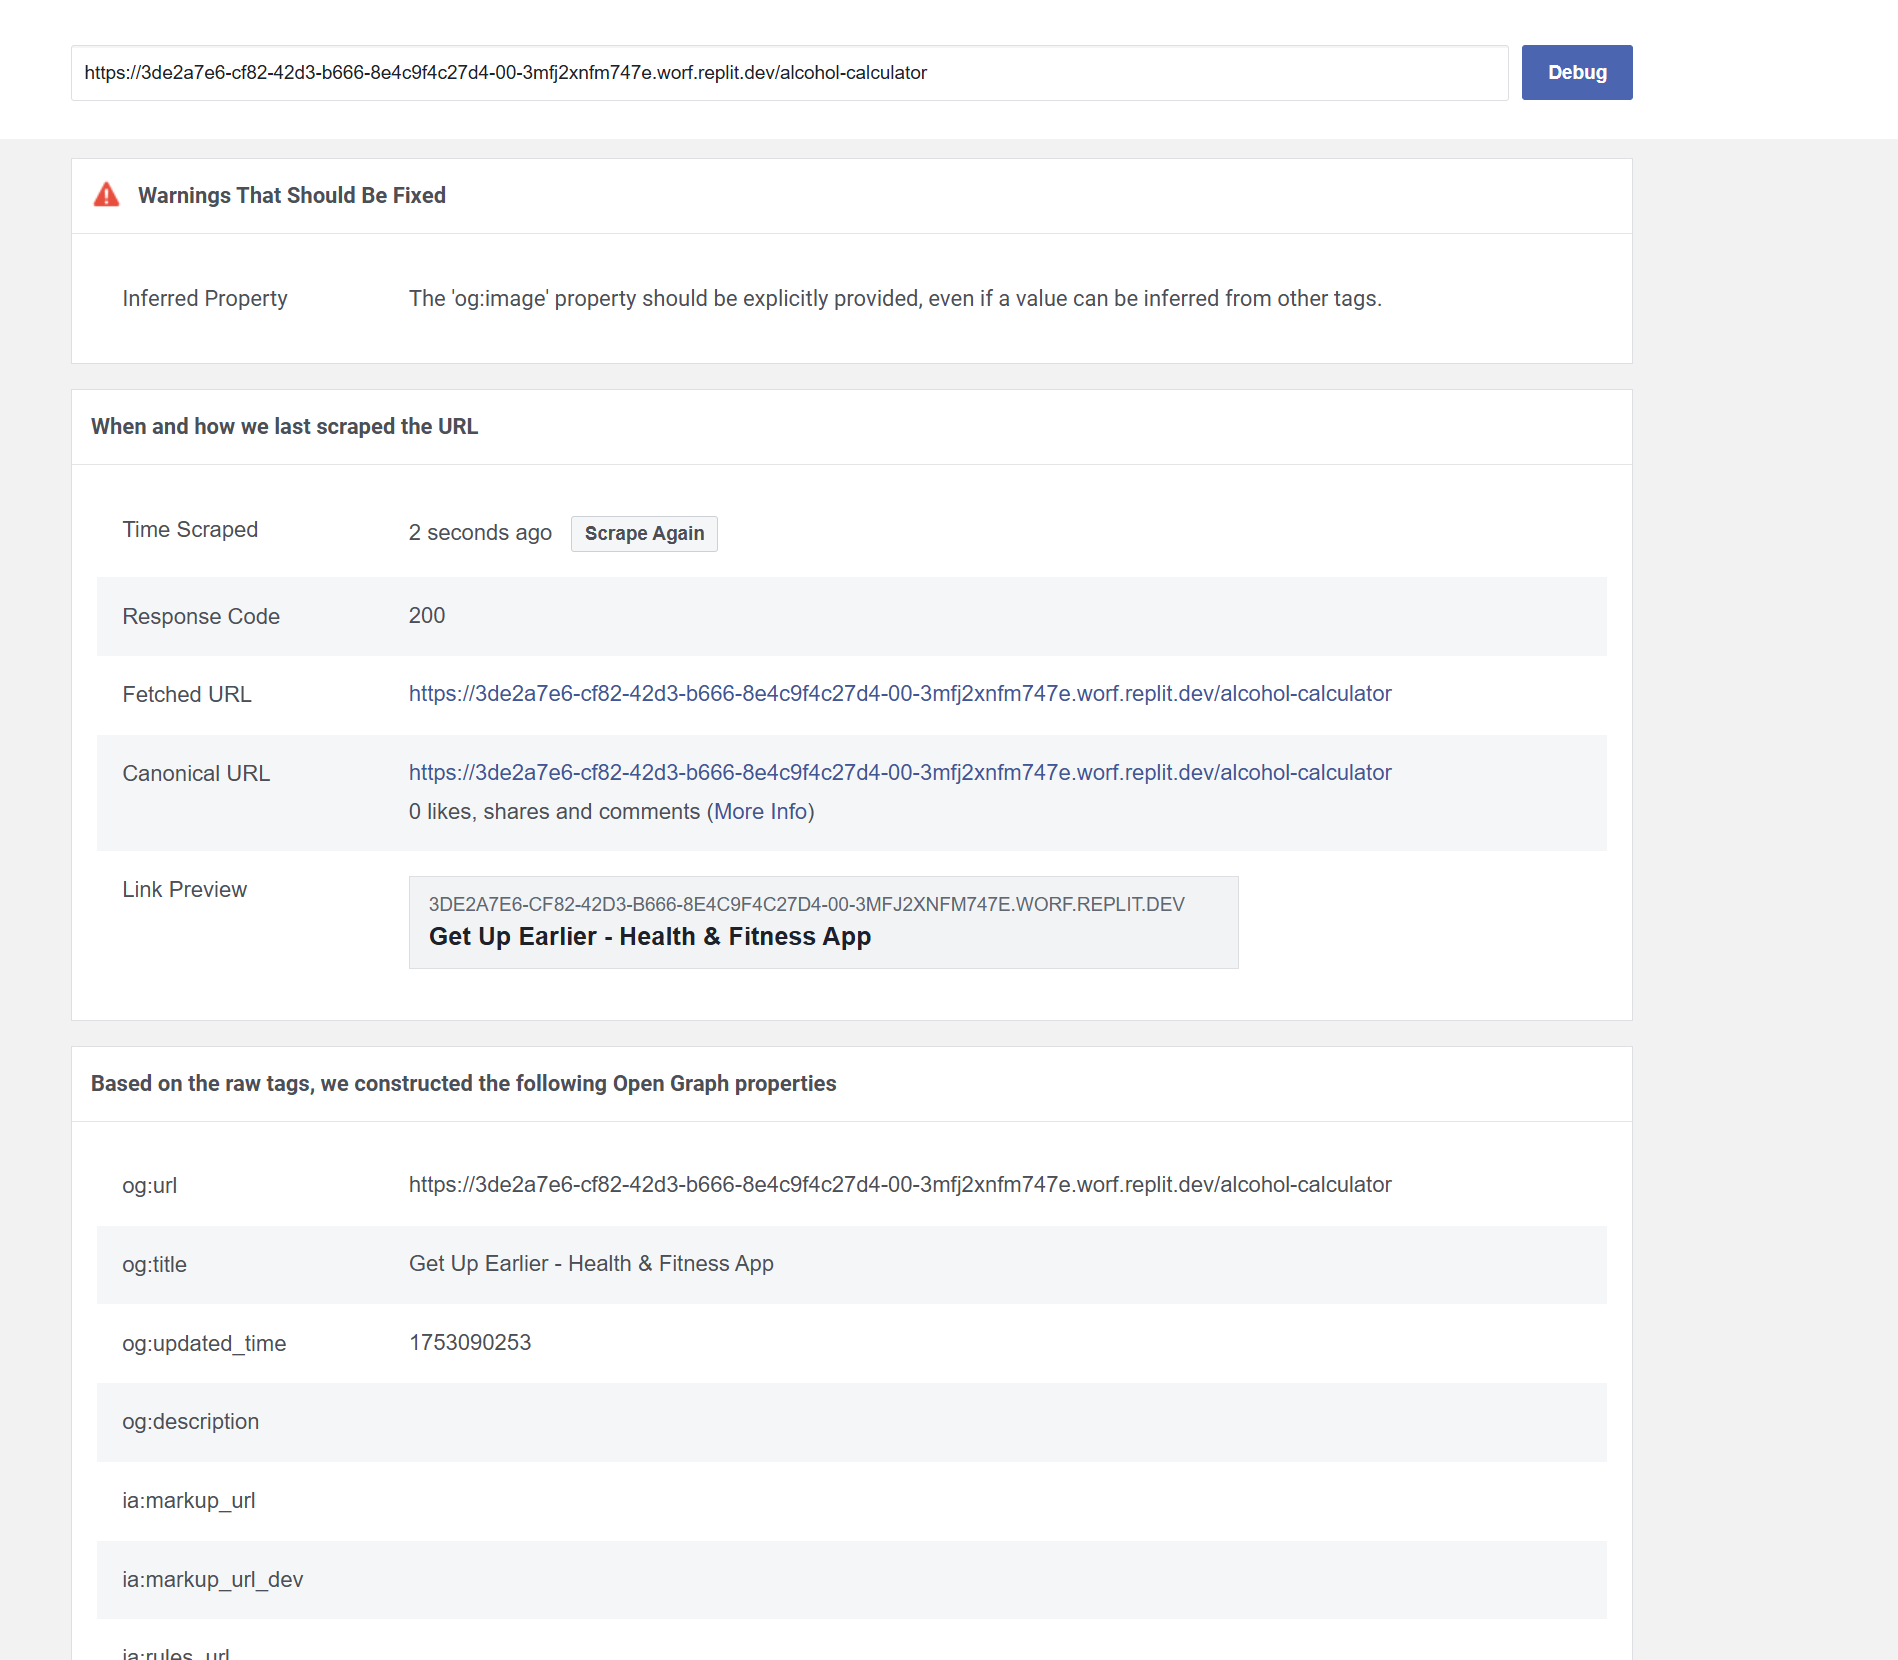 https://3de2a7e6-cf82-42d3-b666-8e4c9f4c27d4-00-3mfj2xnfm747e.worf.replit.dev/alcohol-calculator
Debug
Warnings That Should Be Fixed
Inferred Property The 'og:image' property should be explicitly provided, even if a value can be inferred from other tags.
When and how we last scraped the URL
Time Scraped 2 seconds ago Scrape Again
Response Code 200
Fetched URL https://3de2a7e6-cf82-42d3-b666-8e4c9f4c27d4-00-3mfj2xnfm747e.worf.replit.dev/alcohol-calculator
Canonical URL https://3de2a7e6-cf82-42d3-b666-8e4c9f4c27d4-00-3mfj2xnfm747e.worf.replit.dev/alcohol-calculator
0 likes, shares and comments (More Info)
Link Preview
3DE2A7E6-CF82-42D3-B666-8E4C9F4C27D4-00-3MFJ2XNFM747E.WORF.REPLIT.DEV
Get Up Earlier - Health & Fitness App
Based on the raw tags, we constructed the following Open Graph properties
og:url https://3de2a7e6-cf82-42d3-b666-8e4c9f4c27d4-00-3mfj2xnfm747e.worf.replit.dev/alcohol-calculator
og:title Get Up Earlier - Health & Fitness App
og:updated_time 1753090253
og:description
ia:markup_url
ia:markup_url_dev
ia:rules_url